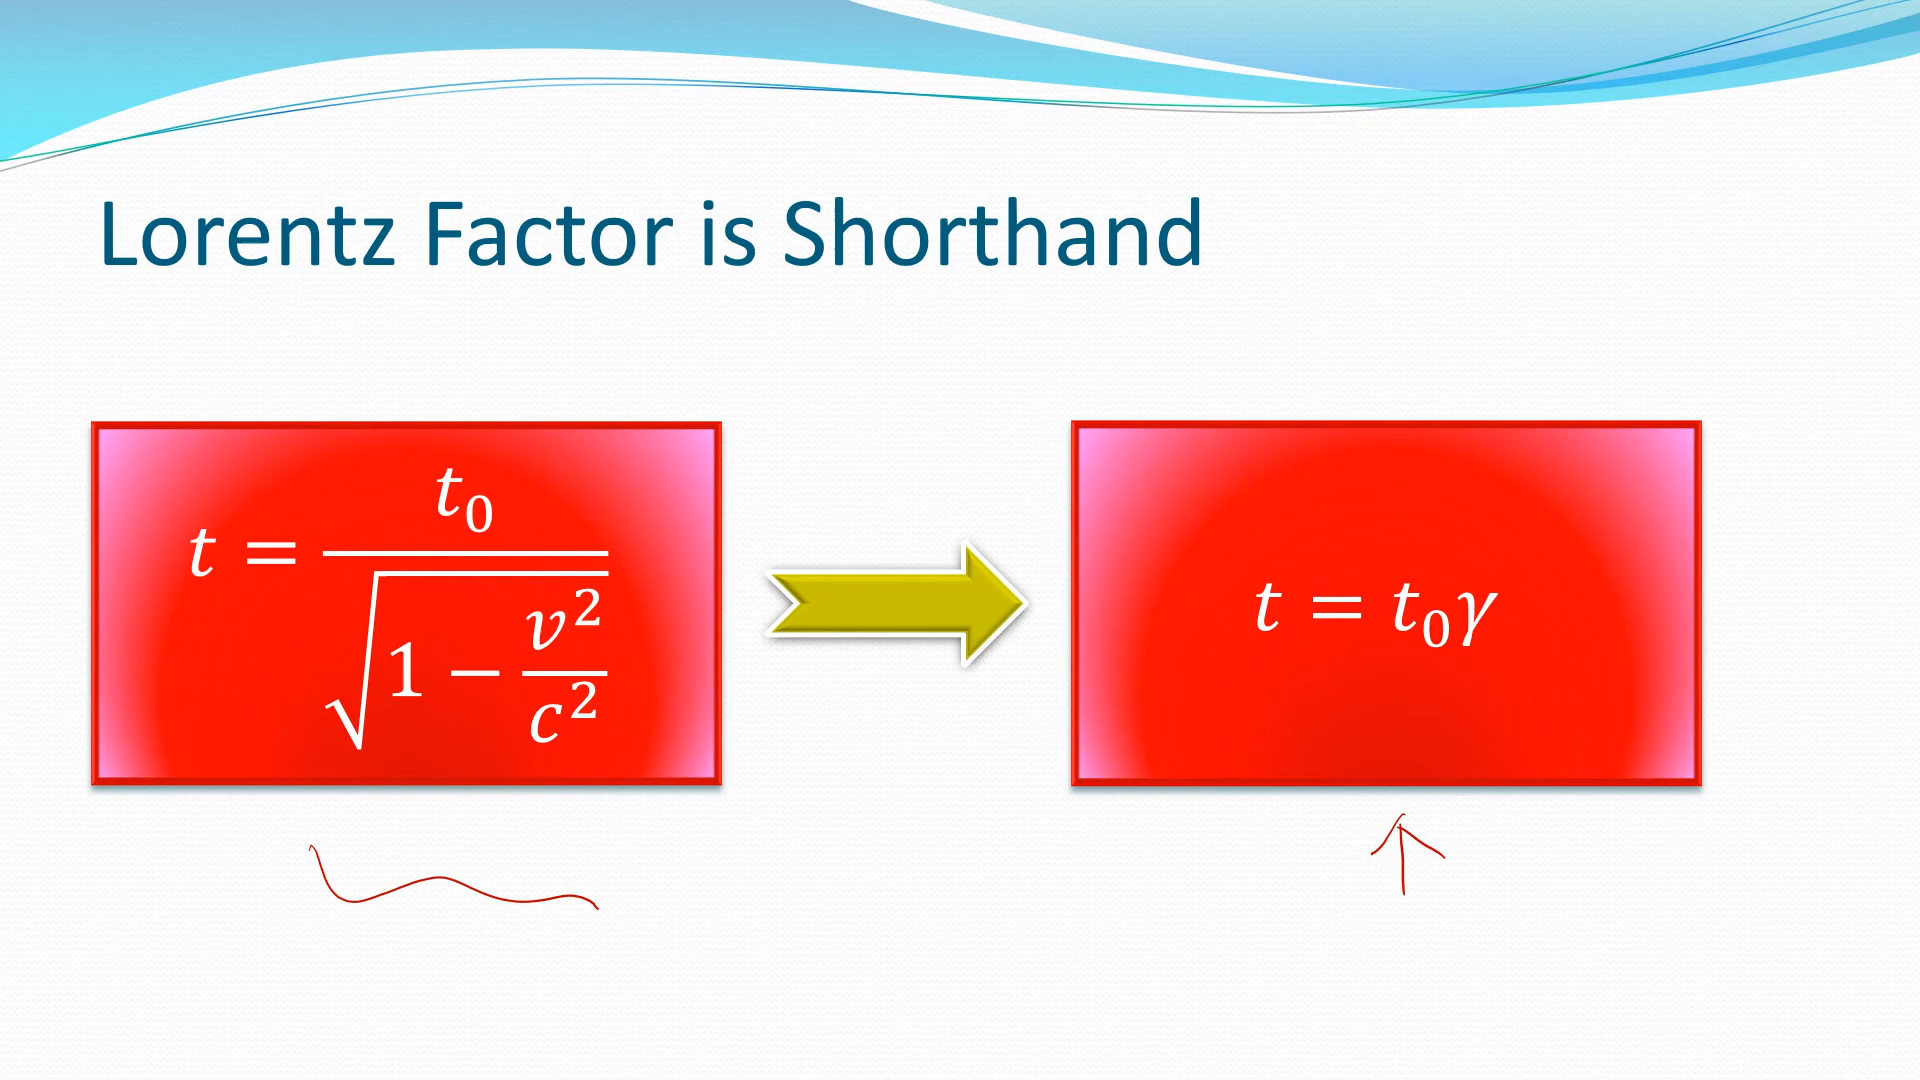 Lorentz Factor is Shorthand
t = t₀ / √(1 − v²/c²)
t = t₀γ